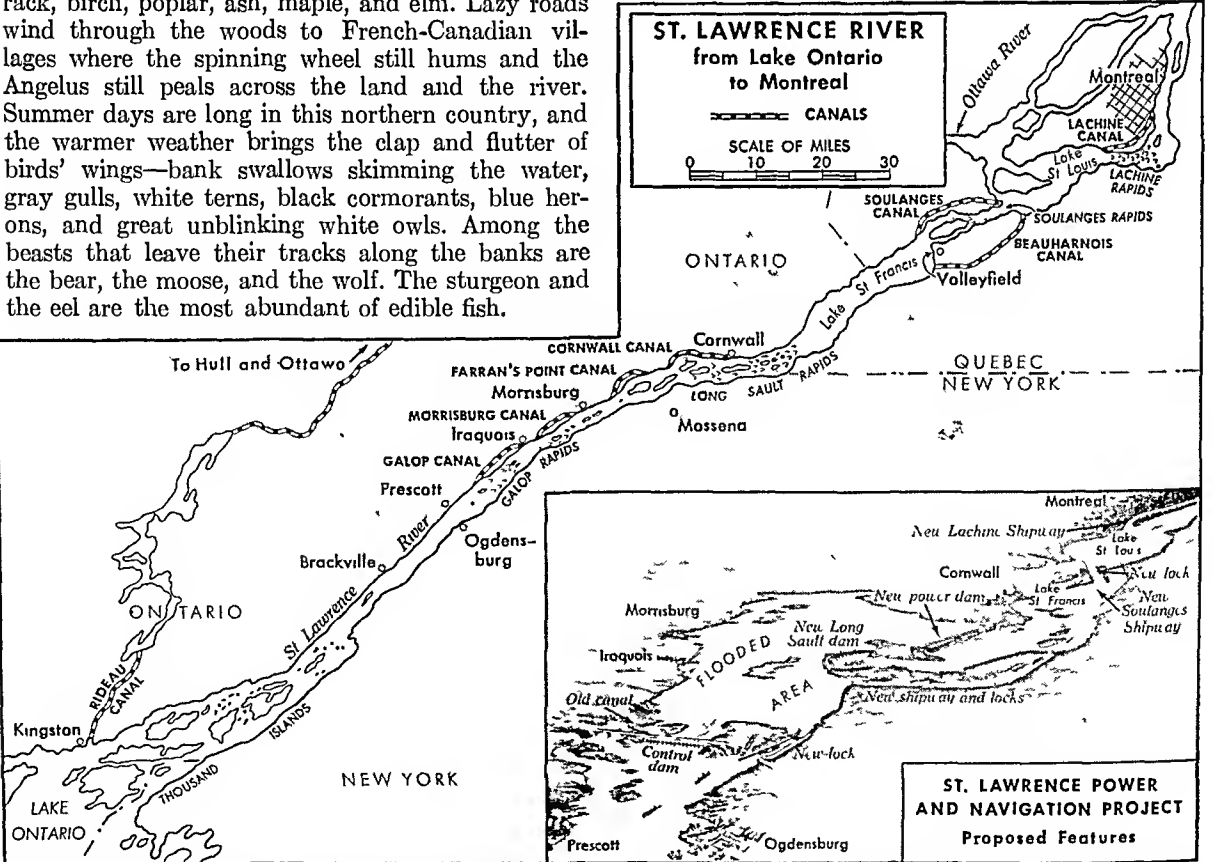 rack, birch, poplar, ash, maple, and elm. Lazy roads
wind through the woods to French-Canadian vil-
lages where the spinning wheel still hums and the
Angelus still peals across the land and the river.
Summer days are long in this northern country, and
the warmer weather brings the clap and flutter of
birds' wings—bank swallows skimming the water,
gray gulls, white terns, black cormorants, blue her-
ons, and great unblinking white owls. Among the
beasts that leave their tracks along the banks are
the bear, the moose, and the wolf. The sturgeon and
the eel are the most abundant of edible fish.
ST. LAWRENCE RIVER
from Lake Ontario
to Montreal
CANALS
SCALE OF MILES
0 10 20 30
Ottawa River
Montreal
LACHINE
CANAL
Lake
St Louis
LACHINE
RAPIDS
SOULANGES
CANAL
SOULANGES RAPIDS
BEAUHARNOIS
CANAL
ONTARIO
Lake St Francis
Valleyfield
CORNWALL CANAL
Cornwall
To Hull and Ottawa
FARRAN'S POINT CANAL
QUEBEC
NEW YORK
Morrisburg
LONG SAULT RAPIDS
MORRISBURG CANAL
Massena
Iraquois
GALOP CANAL
GALOP RAPIDS
Prescott
Ogdens-
burg
Brackville
St Lawrence River
ONTARIO
RIDEAU
CANAL
Kingston
THOUSAND ISLANDS
NEW YORK
LAKE
ONTARIO
Montreal
New Lachine Shipway
Lake
St Louis
Cornwall
New lock
New power dam
Lake
St Francis
New
Soulanges
Shipway
Morrisburg
New Long
Sault dam
Iroquois
FLOODED
AREA
Old canal
New shipway and locks
Control
dam
New lock
Prescott
Ogdensburg
ST. LAWRENCE POWER
AND NAVIGATION PROJECT
Proposed Features